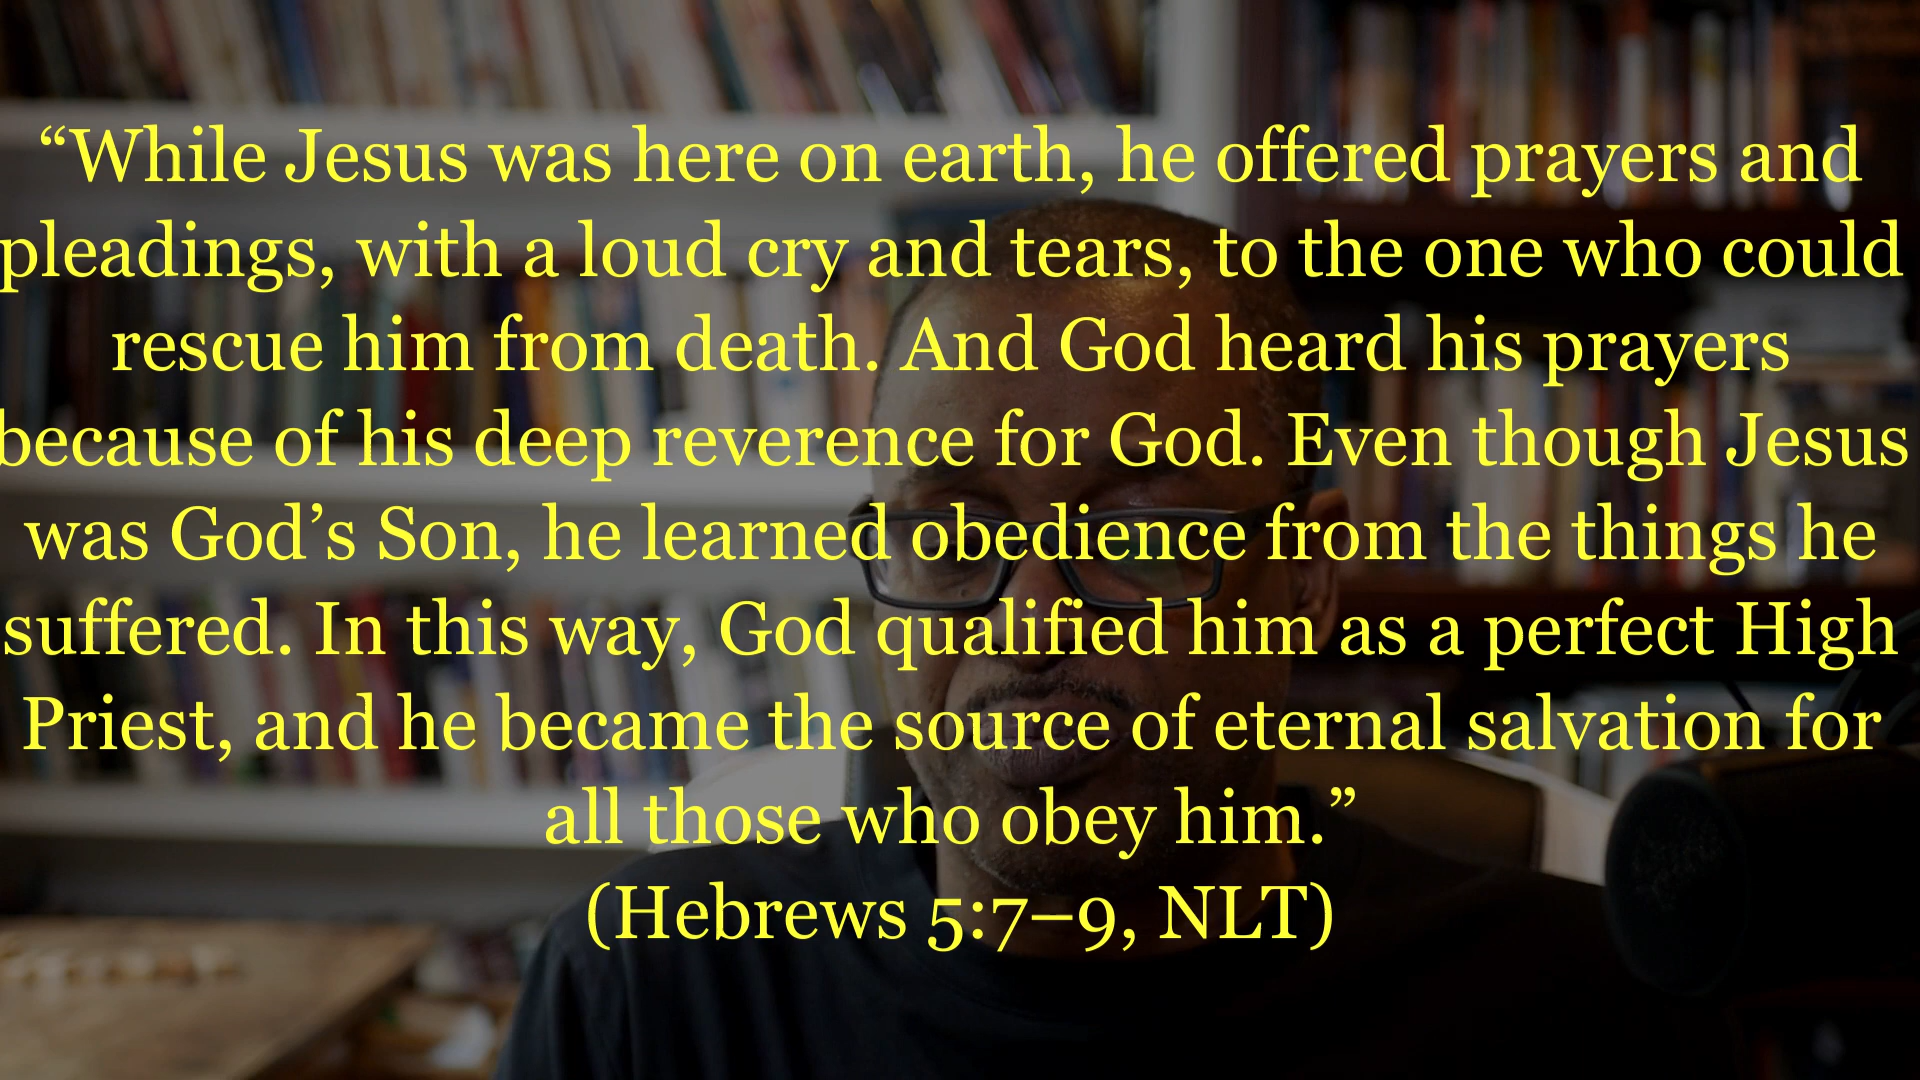 “While Jesus was here on earth, he offered prayers and
pleadings, with a loud cry and tears, to the one who could
rescue him from death. And God heard his prayers
because of his deep reverence for God. Even though Jesus
was God’s Son, he learned obedience from the things he
suffered. In this way, God qualified him as a perfect High
Priest, and he became the source of eternal salvation for
all those who obey him.”
(Hebrews 5:7–9, NLT)